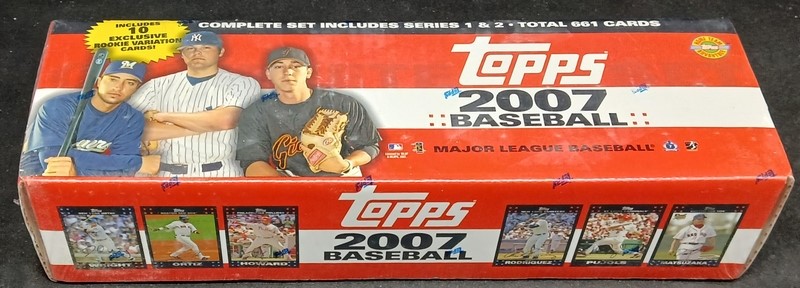 INCLUDES
10
EXCLUSIVE
ROOKIE VARIATION
CARDS!
COMPLETE SET INCLUDES SERIES 1 & 2 • TOTAL 661 CARDS
Topps
2007
BASEBALL
MAJOR LEAGUE BASEBALL
Topps
2007
BASEBALL
WRIGHT
ORTIZ
HOWARD
RODRIGUEZ
PUJOLS
MATSUZAKA